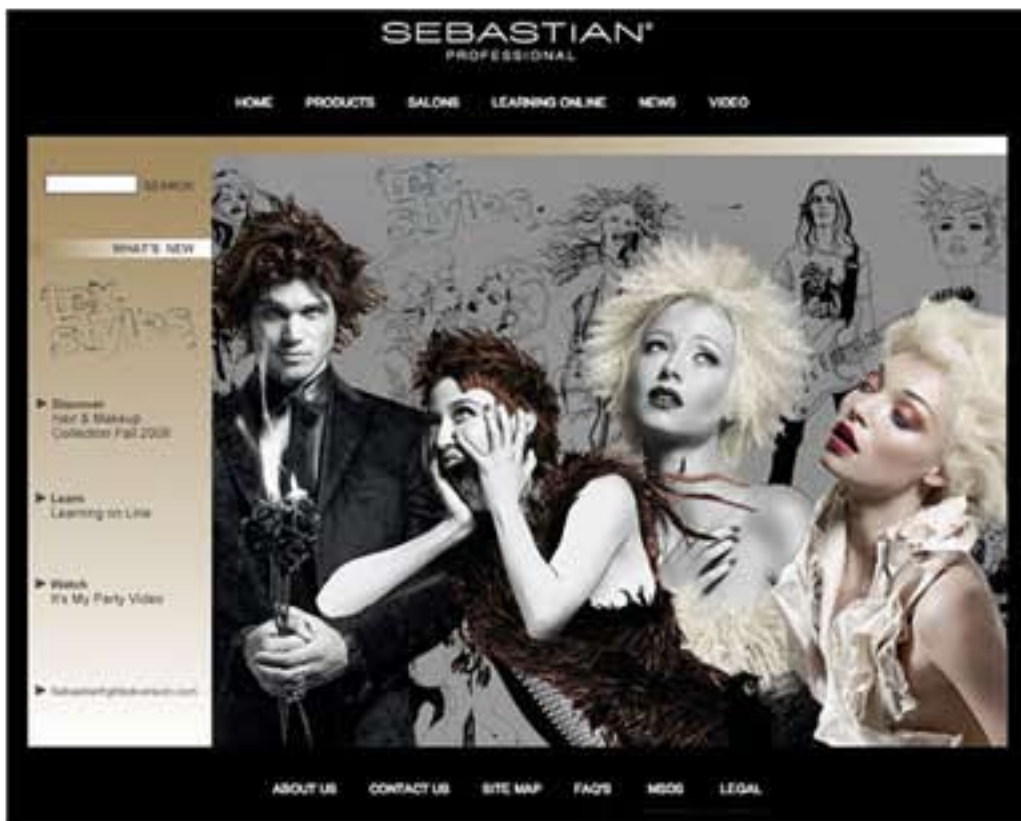 SEBASTIAN®
PROFESSIONAL
HOME PRODUCTS SALONS LEARNING ONLINE NEWS VIDEO
SEARCH
WHAT'S NEW
Discover
Hair & Makeup
Collection Fall
Learn
Learning on Line
Watch
It's My Party Video
ABOUT US CONTACT US SITE MAP FAQ'S MSDS LEGAL